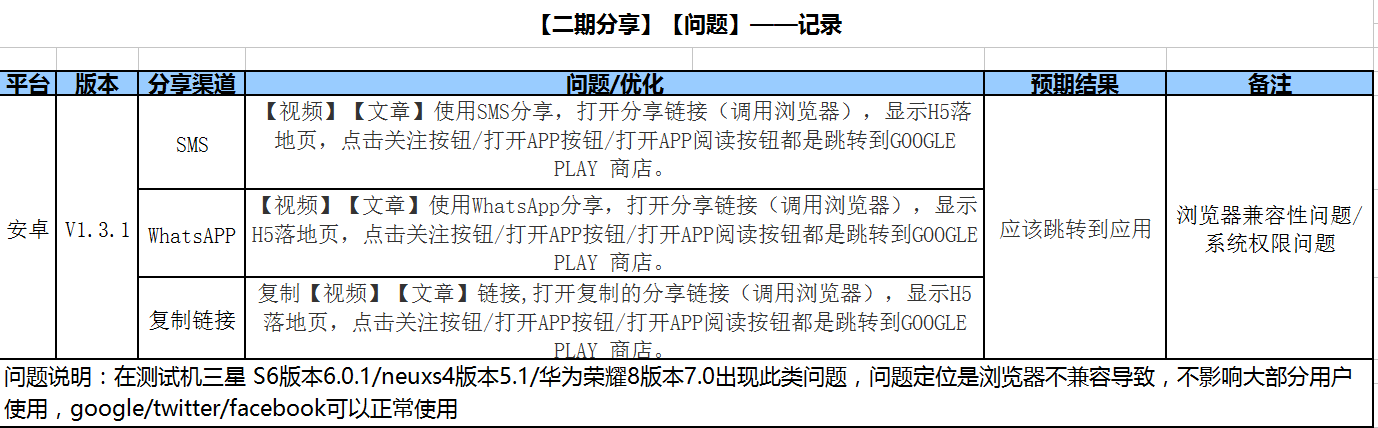 【二期分享】【问题】——记录
平台 版本 分享渠道 问题/优化 预期结果 备注
安卓
V1.3.1
SMS
【视频】【文章】使用SMS分享，打开分享链接（调用浏览器），显示H5落
地页，点击关注按钮/打开APP按钮/打开APP阅读按钮都是跳转到GOOGLE
PLAY 商店。
WhatsAPP
【视频】【文章】使用WhatsApp分享，打开分享链接（调用浏览器），显示
H5落地页，点击关注按钮/打开APP按钮/打开APP阅读按钮都是跳转到GOOGLE
PLAY 商店。
复制链接
复制【视频】【文章】链接,打开复制的分享链接（调用浏览器），显示H5
落地页，点击关注按钮/打开APP按钮/打开APP阅读按钮都是跳转到GOOGLE
PLAY 商店。
应该跳转到应用
浏览器兼容性问题/
系统权限问题
问题说明：在测试机三星 S6版本6.0.1/neuxs4版本5.1/华为荣耀8版本7.0出现此类问题，问题定位是浏览器不兼容导致，不影响大部分用户
使用，google/twitter/facebook可以正常使用